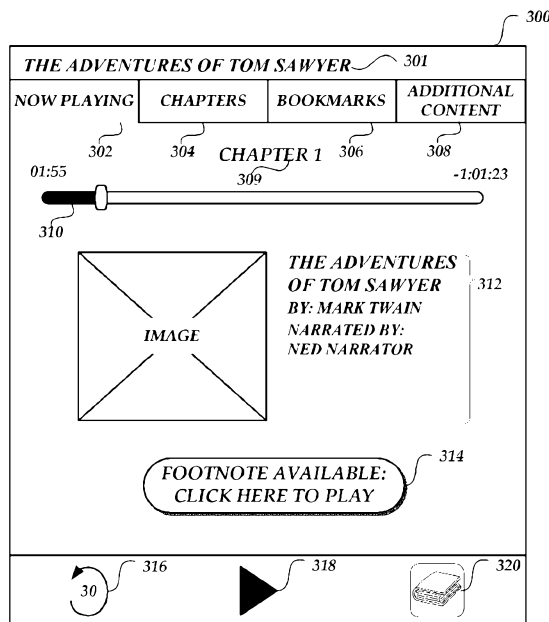 300
THE ADVENTURES OF TOM SAWYER 301
NOW PLAYING CHAPTERS BOOKMARKS ADDITIONAL CONTENT
302 304 306 308
CHAPTER 1
01:55 309 -1:01:23
310
THE ADVENTURES
OF TOM SAWYER 312
BY: MARK TWAIN
IMAGE NARRATED BY:
NED NARRATOR
FOOTNOTE AVAILABLE: 314
CLICK HERE TO PLAY
30 316 318 320